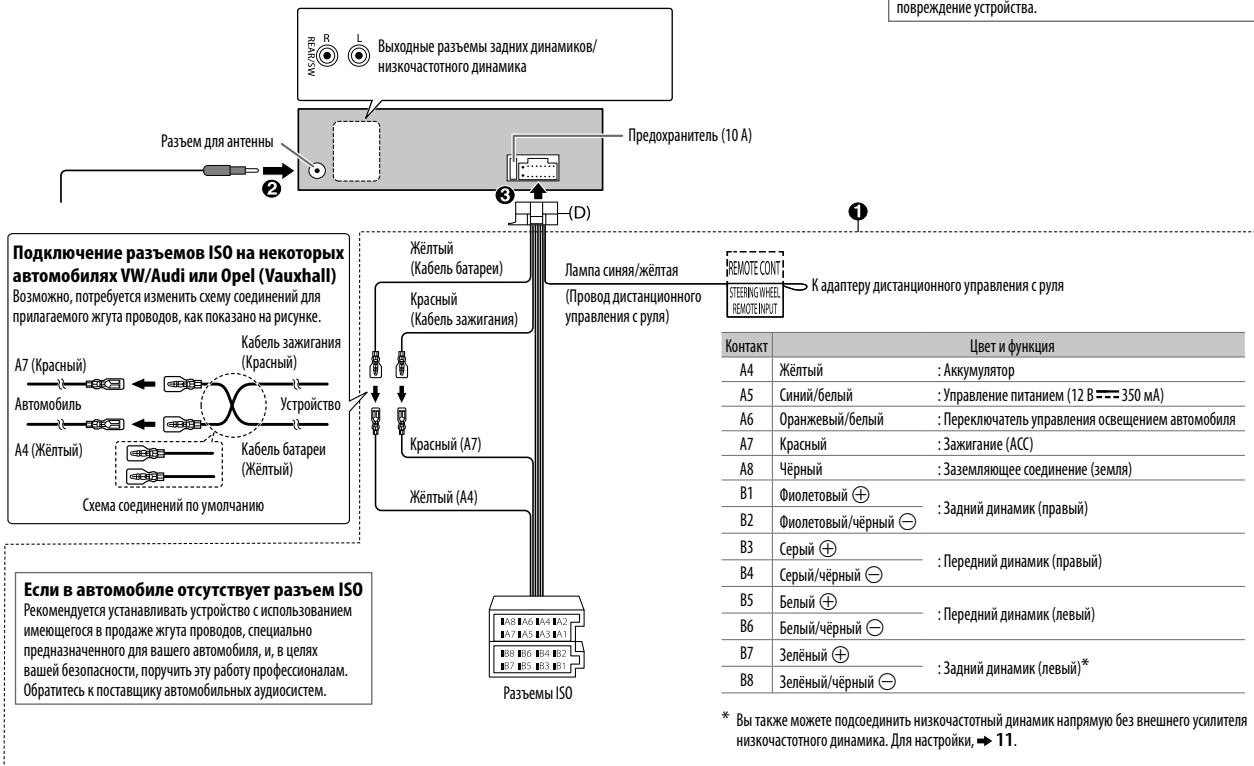 повреждение устройства.
REAR/SW
R
L
Выходные разъемы задних динамиков/
низкочастотного динамика
Разъем для антенны
Предохранитель (10 А)
2
3
(D)
1
Подключение разъемов ISO на некоторых
автомобилях VW/Audi или Opel (Vauxhall)
Возможно, потребуется изменить схему соединений для
прилагаемого жгута проводов, как показано на рисунке.
Кабель зажигания
(Красный)
A7 (Красный)
Автомобиль
Устройство
A4 (Жёлтый)
Кабель батареи
(Жёлтый)
Схема соединений по умолчанию
Жёлтый
(Кабель батареи)
Красный
(Кабель зажигания)
Красный (A7)
Жёлтый (A4)
Лампа синяя/жёлтая
(Провод дистанционного
управления с руля)
REMOTE CONT
STEERING WHEEL
REMOTE INPUT
К адаптеру дистанционного управления с руля
Контакт Цвет и функция
A4 Жёлтый : Аккумулятор
A5 Синий/белый : Управление питанием (12 В ⎓ 350 мА)
A6 Оранжевый/белый : Переключатель управления освещением автомобиля
A7 Красный : Зажигание (ACC)
A8 Чёрный : Заземляющее соединение (земля)
B1 Фиолетовый ⊕
B2 Фиолетовый/чёрный ⊖
: Задний динамик (правый)
B3 Серый ⊕
B4 Серый/чёрный ⊖
: Передний динамик (правый)
B5 Белый ⊕
B6 Белый/чёрный ⊖
: Передний динамик (левый)
B7 Зелёный ⊕
B8 Зелёный/чёрный ⊖
: Задний динамик (левый)*
* Вы также можете подсоединить низкочастотный динамик напрямую без внешнего усилителя
низкочастотного динамика. Для настройки, ➡ 11.
Если в автомобиле отсутствует разъем ISO
Рекомендуется устанавливать устройство с использованием
имеющегося в продаже жгута проводов, специально
предназначенного для вашего автомобиля, и, в целях
вашей безопасности, поручить эту работу профессионалам.
Обратитесь к поставщику автомобильных аудиосистем.
A8 A6 A4 A2
A7 A5 A3 A1
B8 B6 B4 B2
B7 B5 B3 B1
Разъемы ISO